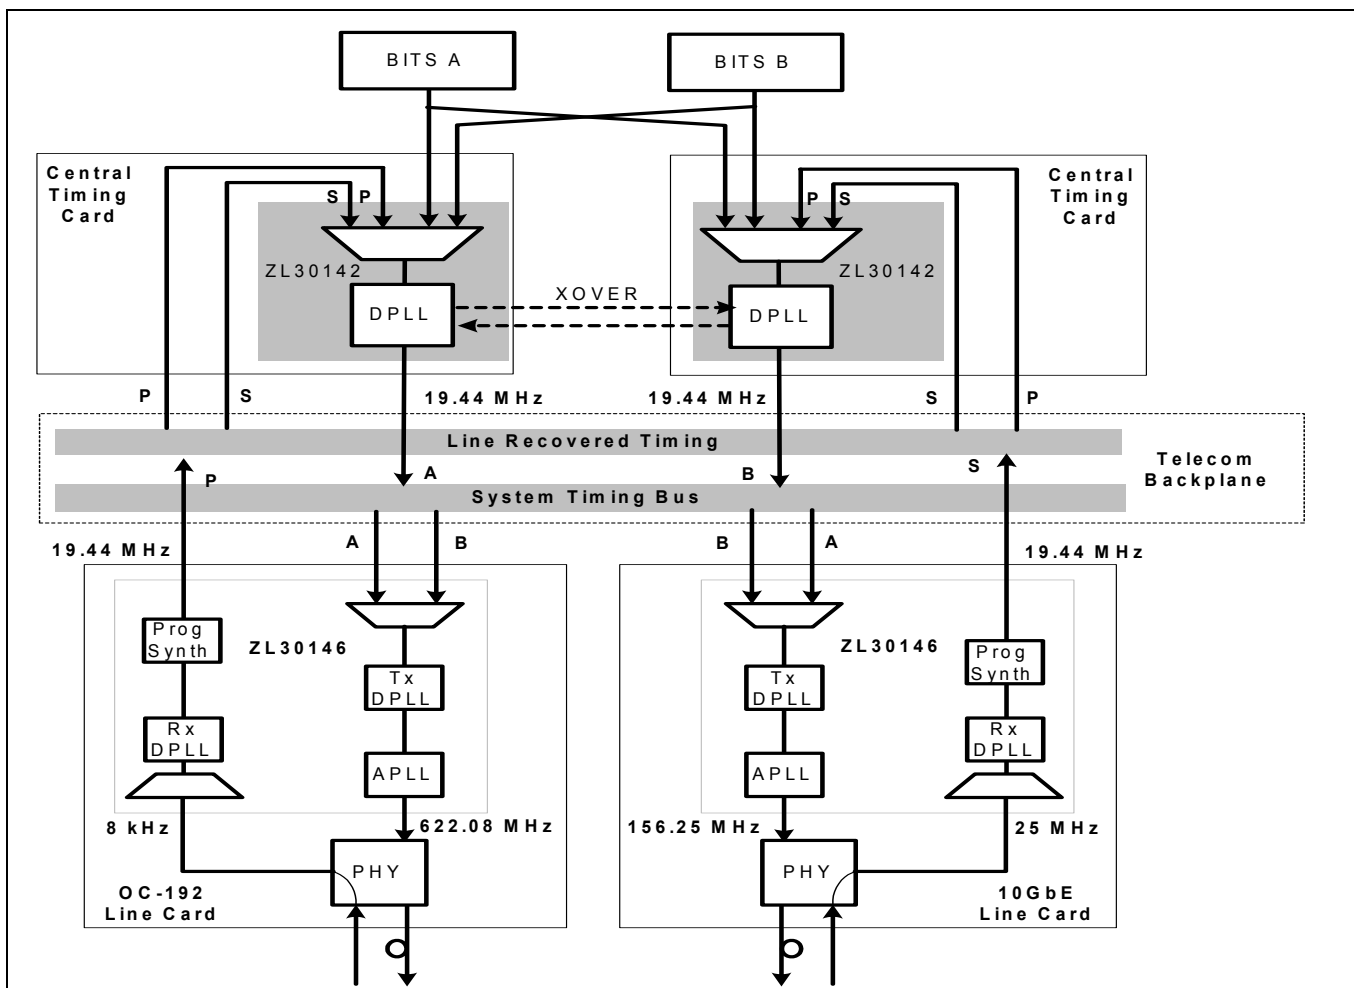 BITS A
BITS B
Central
Timing
Card
Central
Timing
Card
S P
P S
ZL30142
ZL30142
XOVER
DPLL
DPLL
P
S
19.44 MHz
19.44 MHz
S
P
Line Recovered Timing
Telecom
Backplane
P
A
B
S
System Timing Bus
19.44 MHz
A
B
B
A
19.44 MHz
Prog
Synth
ZL30146
Tx
DPLL
Rx
DPLL
APLL
8 kHz
622.08 MHz
PHY
OC-192
Line Card
ZL30146
Prog
Synth
Tx
DPLL
Rx
DPLL
APLL
156.25 MHz
25 MHz
PHY
10GbE
Line Card